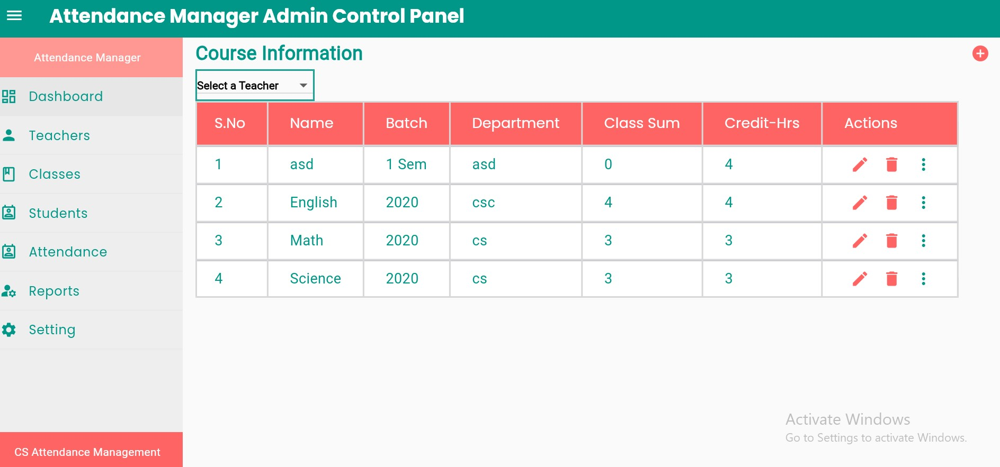 Attendance Manager Admin Control Panel
Attendance Manager
Dashboard
Teachers
Classes
Students
Attendance
Reports
Setting
CS Attendance Management
Course Information
Select a Teacher
S.No Name Batch Department Class Sum Credit-Hrs Actions
1 asd 1 Sem asd 0 4
2 English 2020 csc 4 4
3 Math 2020 cs 3 3
4 Science 2020 cs 3 3
Activate Windows
Go to Settings to activate Windows.